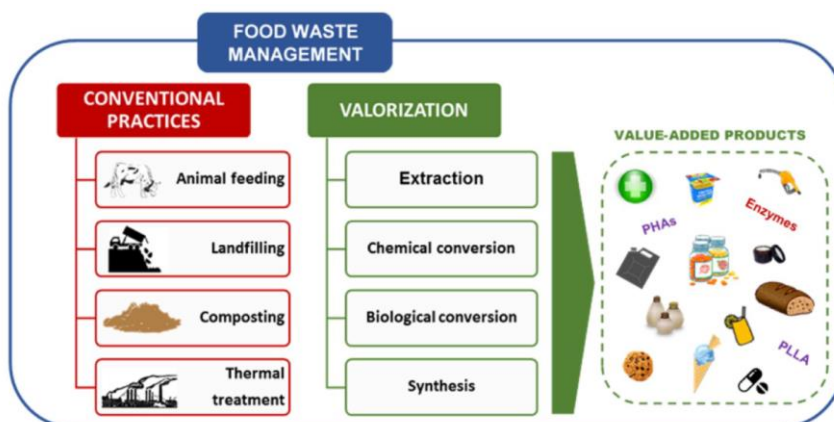 FOOD WASTE
MANAGEMENT
CONVENTIONAL
PRACTICES
Animal feeding
Landfilling
Composting
Thermal
treatment
VALORIZATION
Extraction
Chemical conversion
Biological conversion
Synthesis
VALUE-ADDED PRODUCTS
PHAs
Enzymes
PLLA